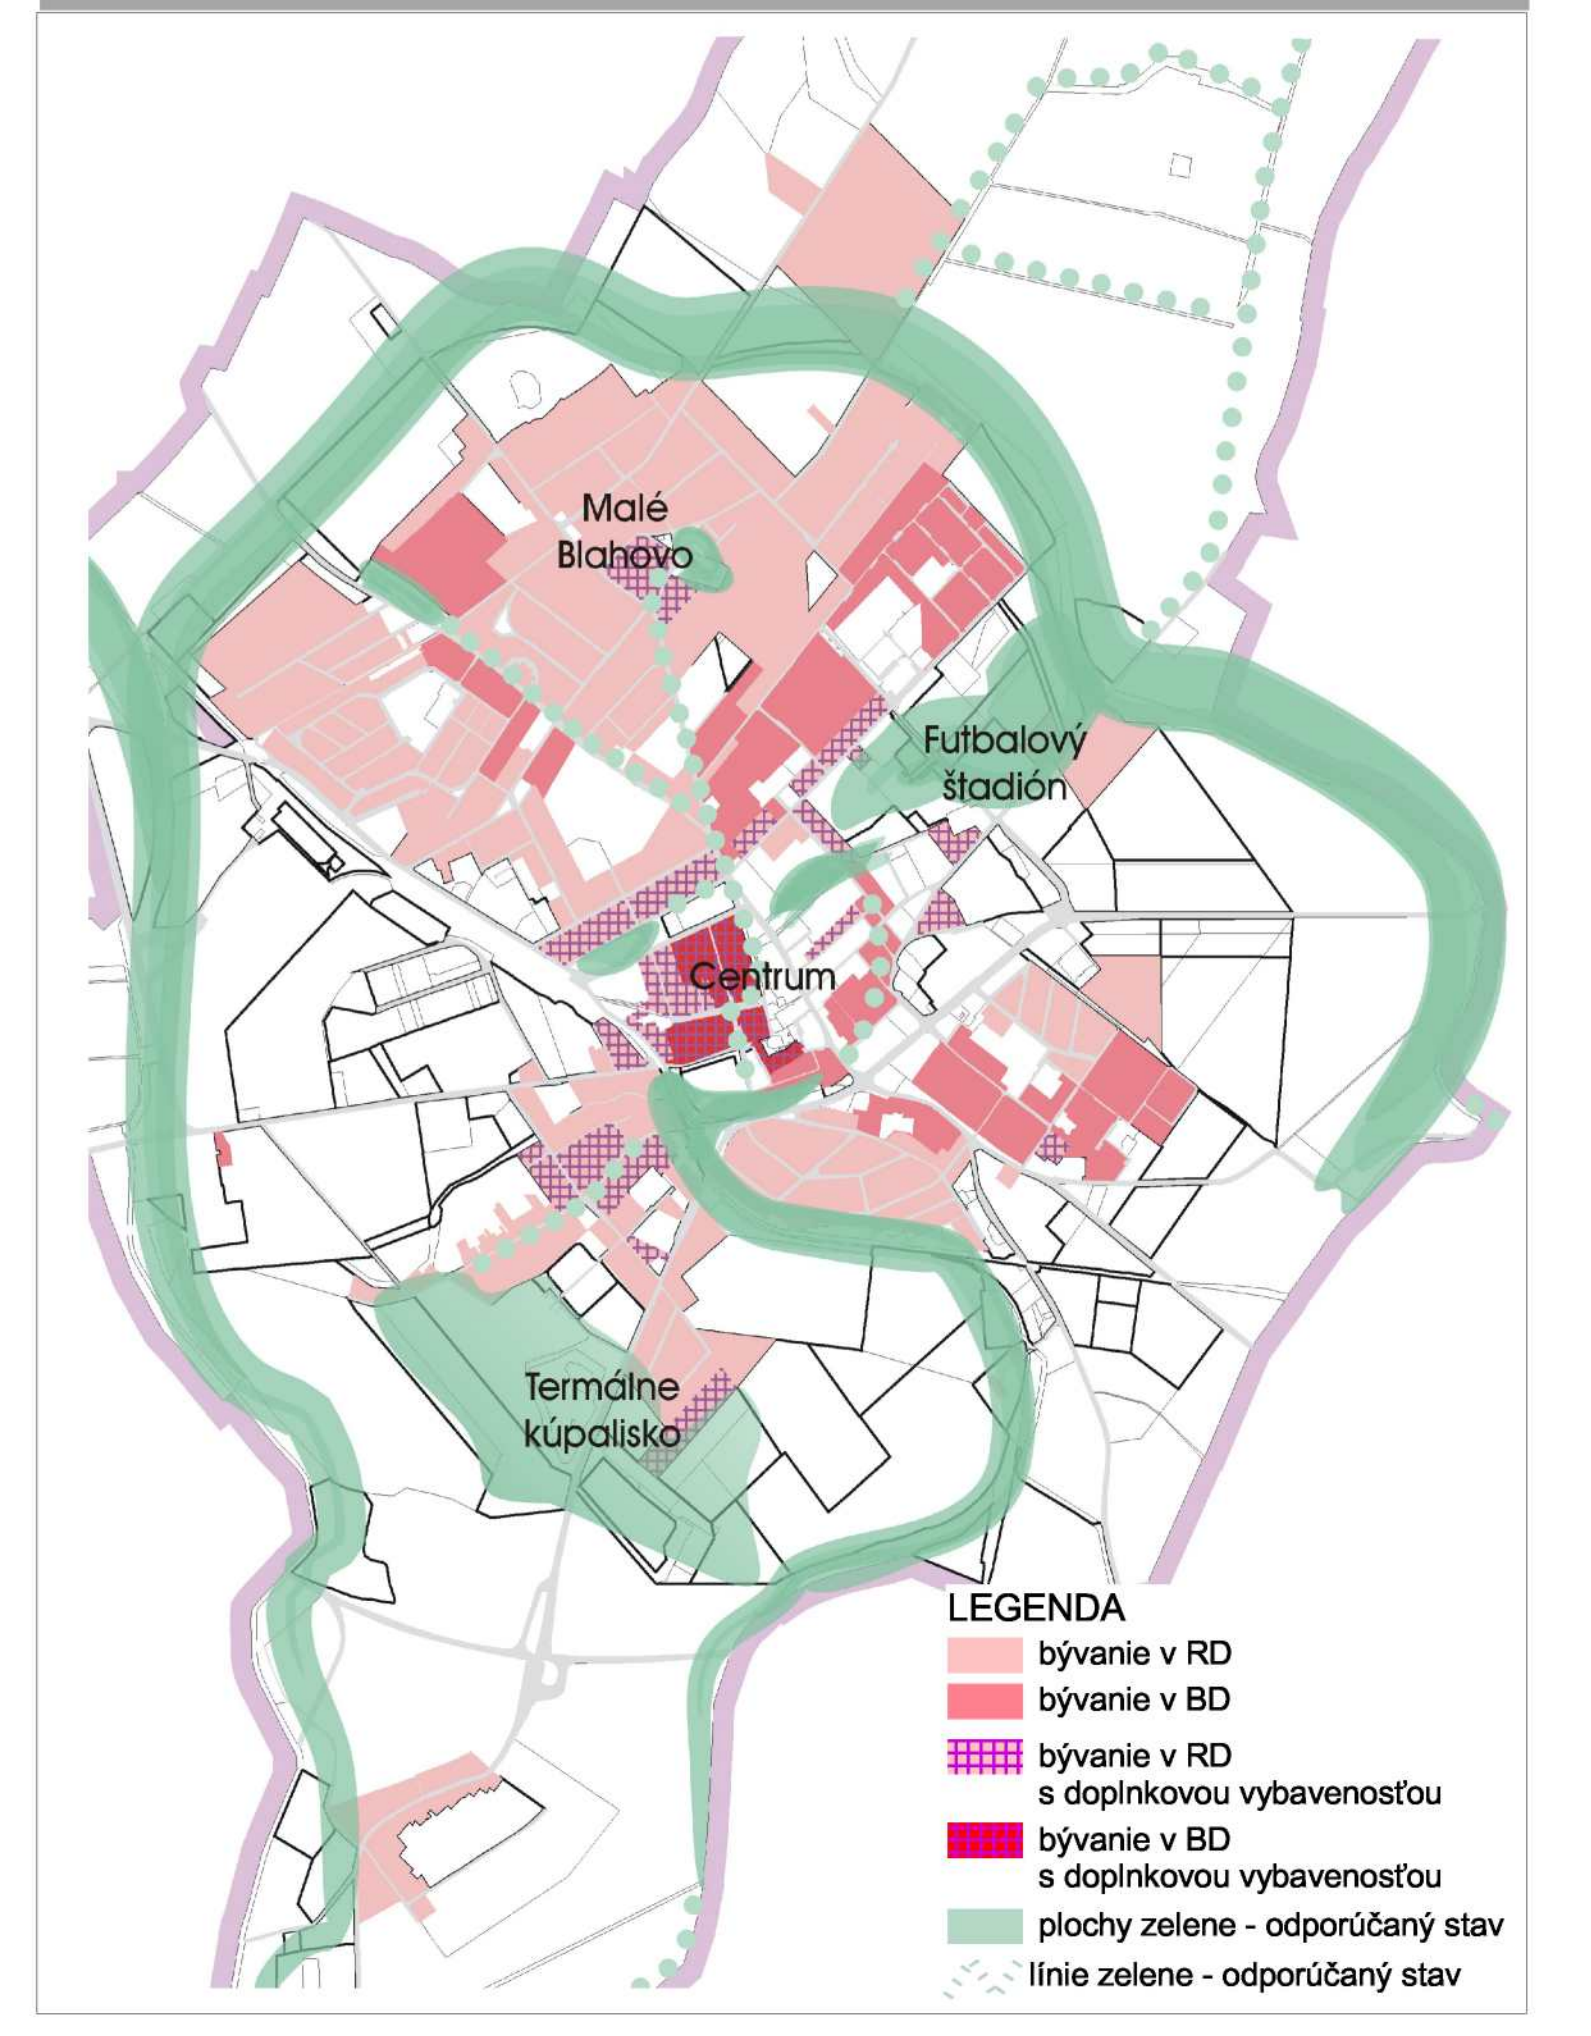 Malé
Blahovo
Futbalový
štadión
Centrum
Termálne
kúpalisko
LEGENDA
bývanie v RD
bývanie v BD
bývanie v RD
s doplnkovou vybavenosťou
bývanie v BD
s doplnkovou vybavenosťou
plochy zelene - odporúčaný stav
línie zelene - odporúčaný stav